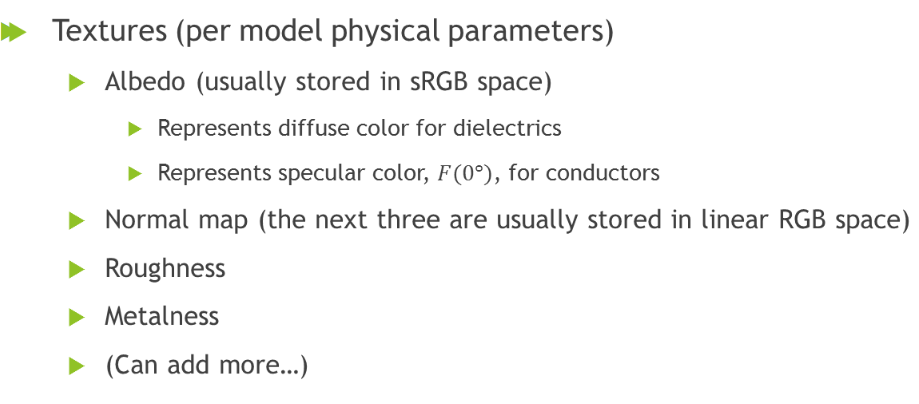 Textures (per model physical parameters)
Albedo (usually stored in sRGB space)
Represents diffuse color for dielectrics
Represents specular color, F(0°), for conductors
Normal map (the next three are usually stored in linear RGB space)
Roughness
Metalness
(Can add more…)